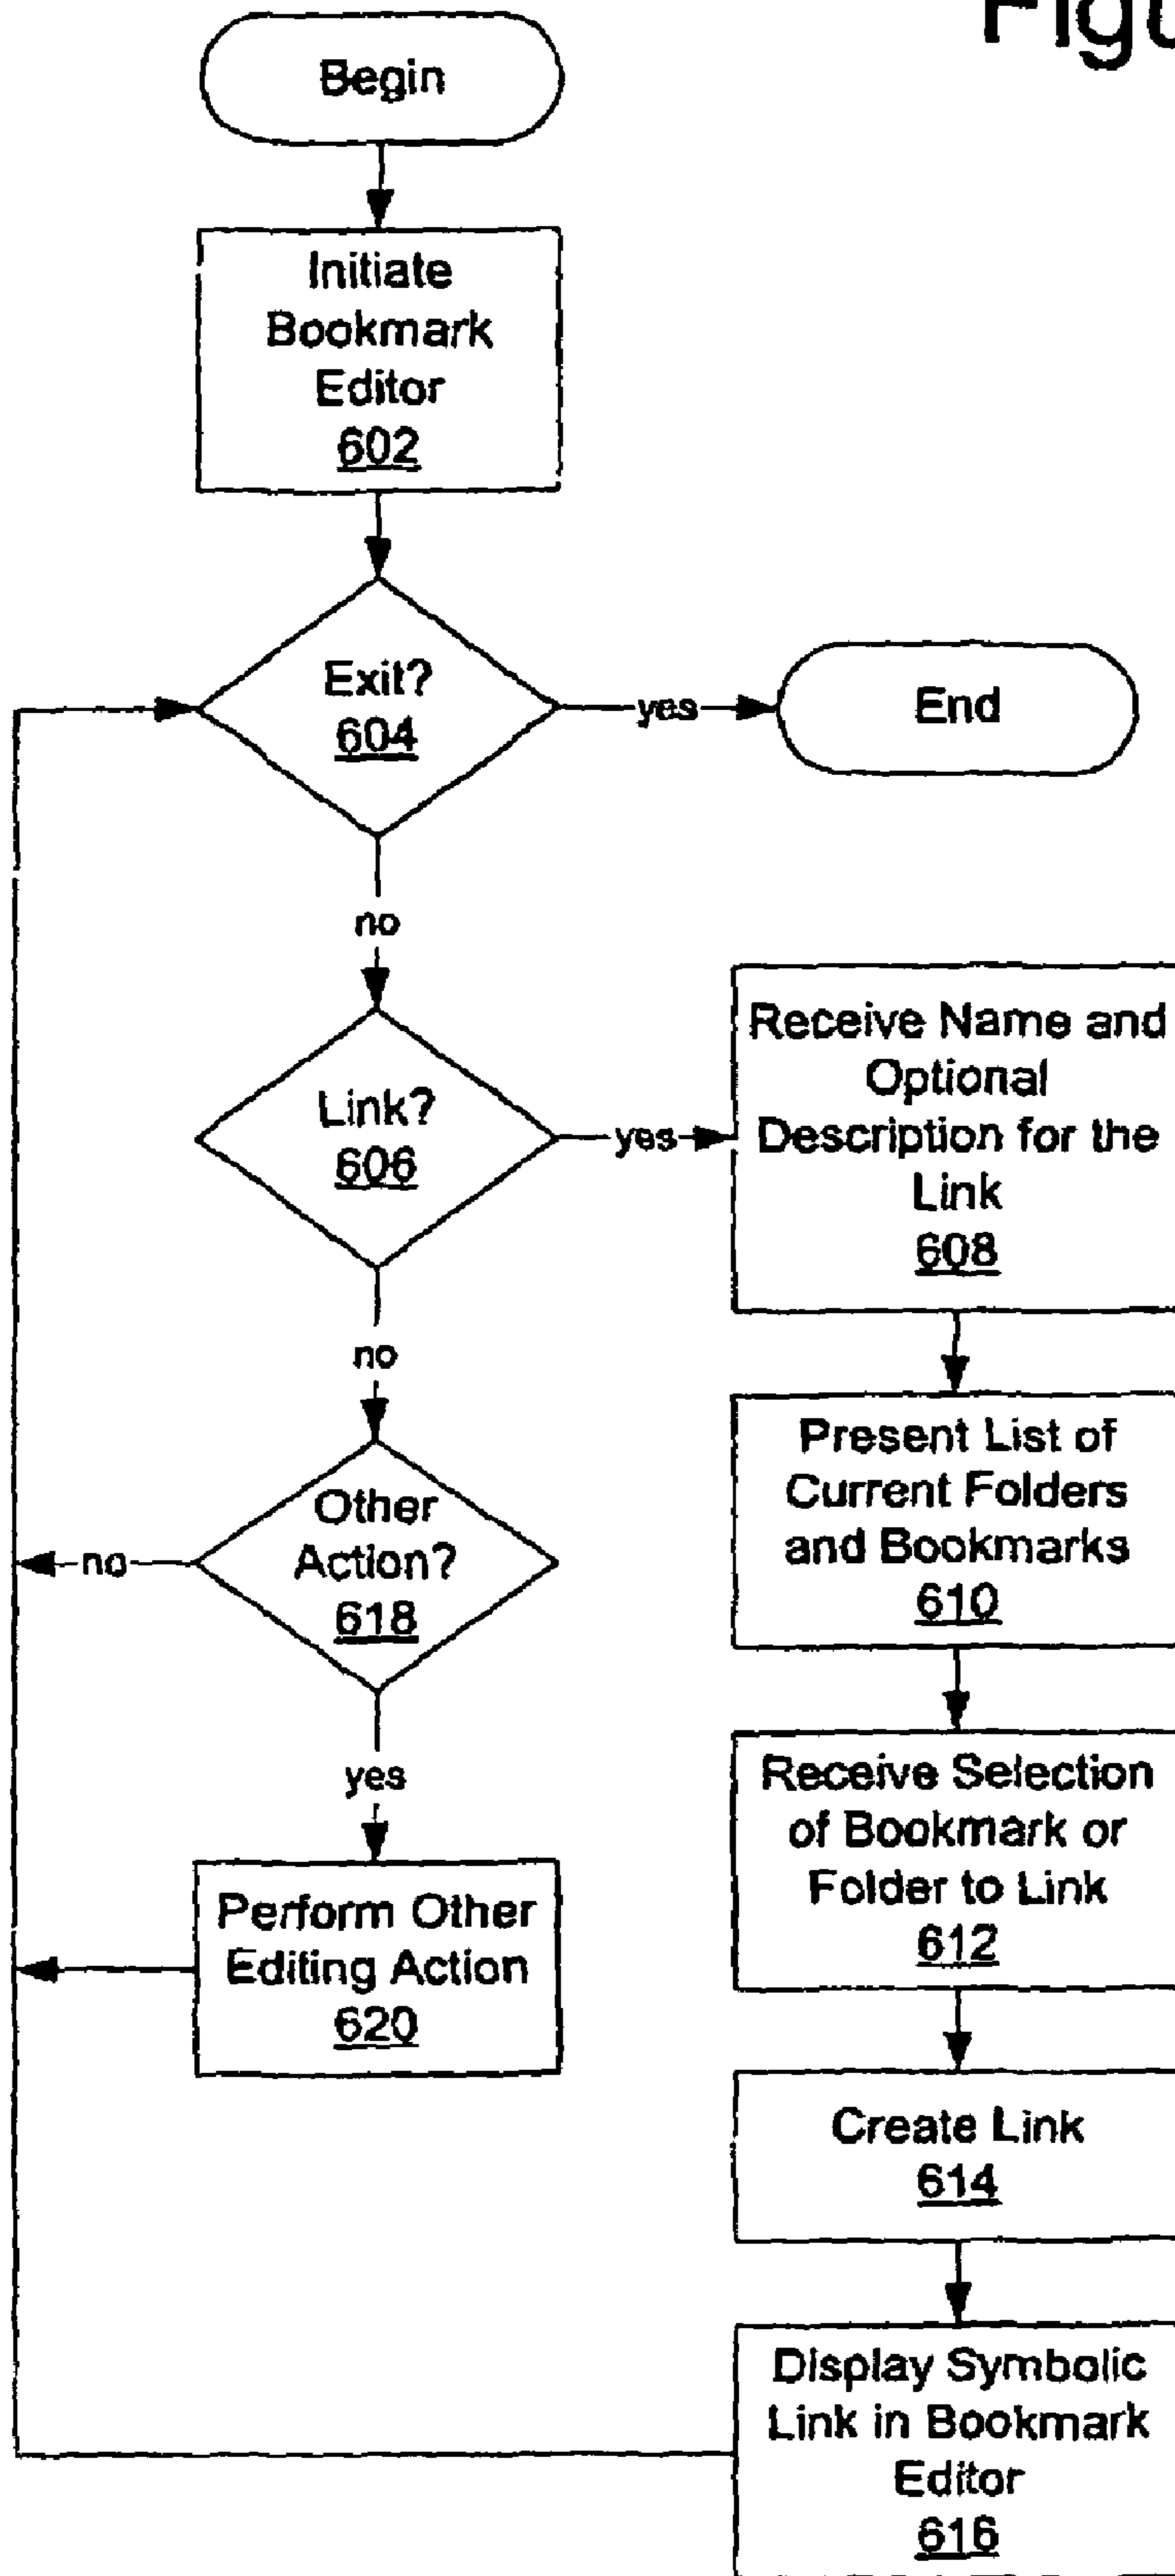 Begin
Initiate
Bookmark
Editor
602
Exit?
604
yes
End
no
Link?
606
yes
Receive Name and
Optional
Description for the
Link
608
no
Present List of
Current Folders
and Bookmarks
610
Other
Action?
618
no
yes
Receive Selection
of Bookmark or
Folder to Link
612
Perform Other
Editing Action
620
Create Link
614
Display Symbolic
Link in Bookmark
Editor
616